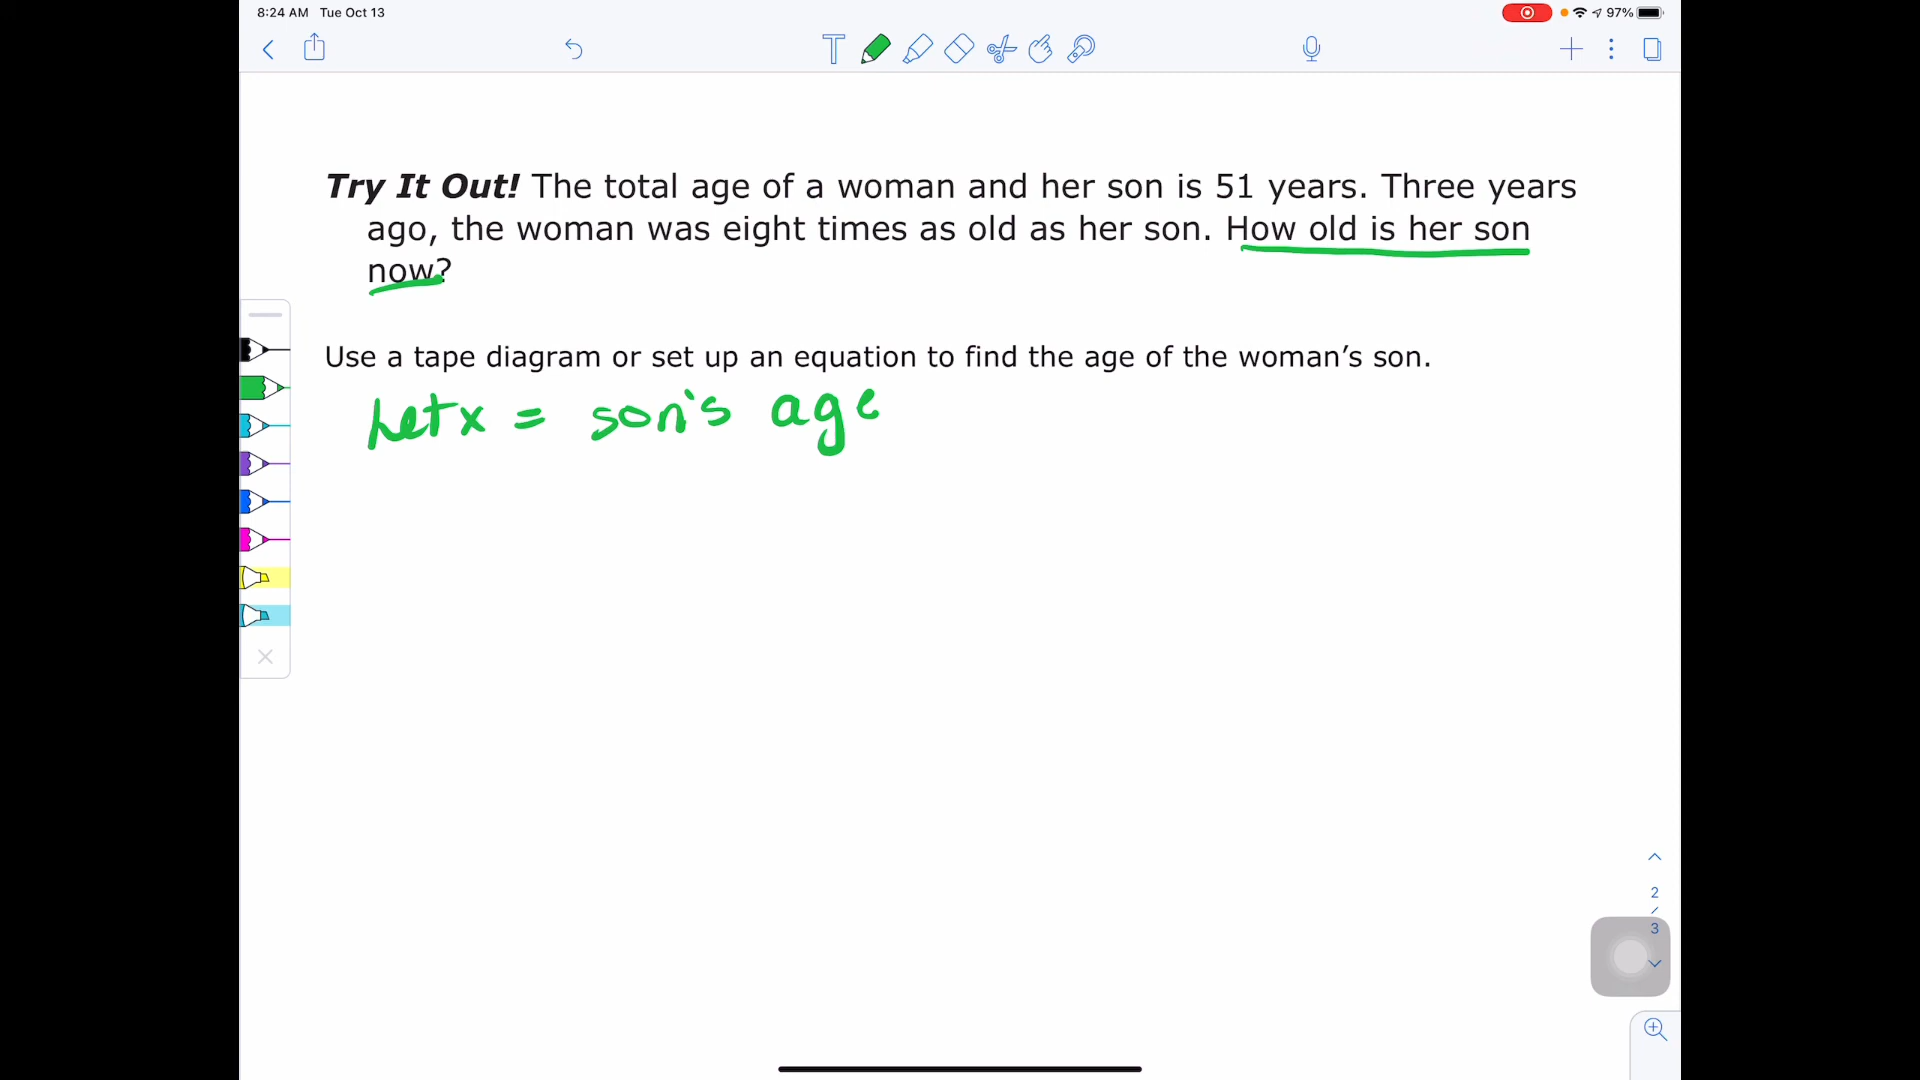 8:24 AM Tue Oct 13
97%
T
Try It Out! The total age of a woman and her son is 51 years. Three years
ago, the woman was eight times as old as her son. How old is her son
now?
Use a tape diagram or set up an equation to find the age of the woman’s son.
Let x = son's age
2
/
3